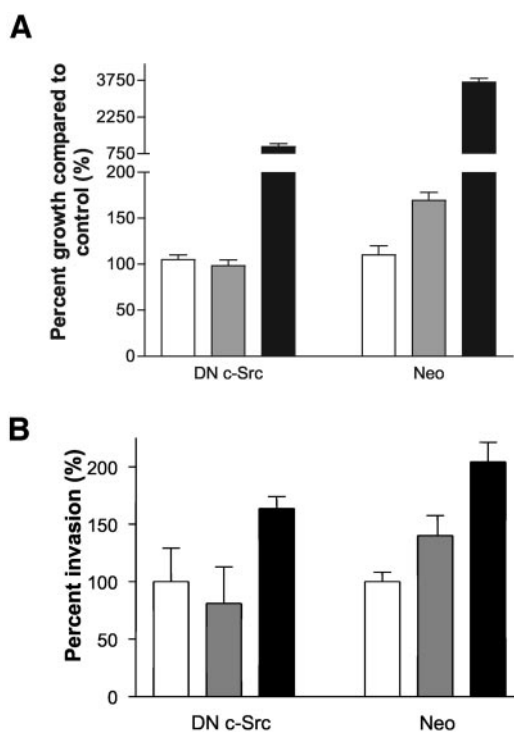 A
Percent growth compared to
control (%)
3750
2250
750
200
150
100
50
0
DN c-Src
Neo
B
Percent invasion (%)
200
150
100
50
0
DN c-Src
Neo